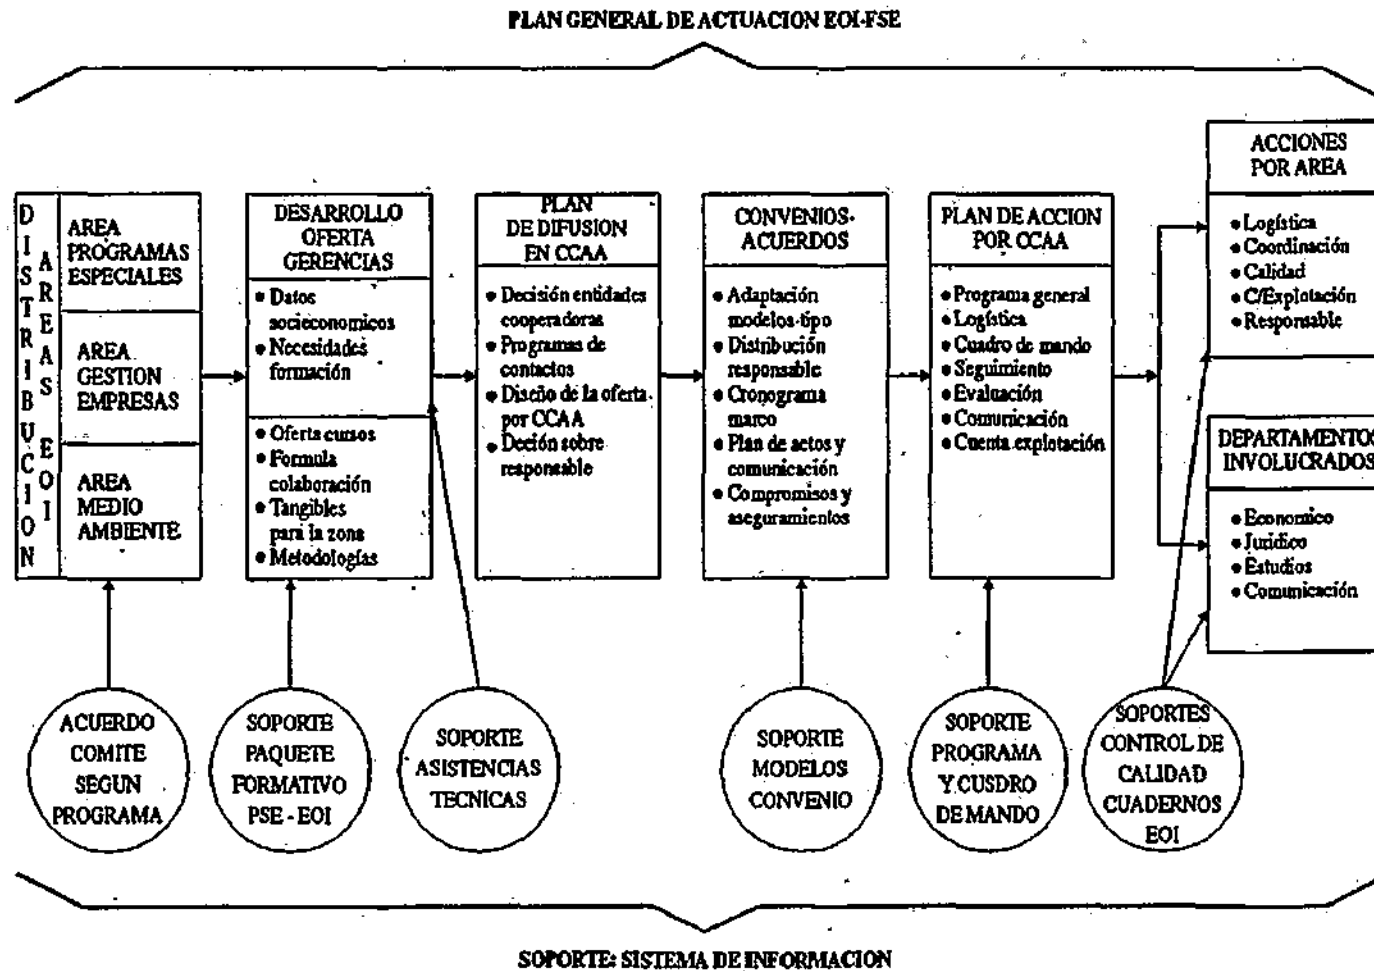 PLAN GENERAL DE ACTUACION EOI-FSE
DISTRIBUCION
AREAS EOI
AREA
PROGRAMAS
ESPECIALES
AREA
GESTION
EMPRESAS
AREA
MEDIO
AMBIENTE
DESARROLLO
OFERTA
GERENCIAS
• Datos
socioeconomicos
• Necesidades
formación
• Oferta cursos
• Formula
colaboración
• Tangibles
para la zona
• Metodologías
PLAN
DE DIFUSION
EN CCAA
• Decisión entidades
cooperadoras
• Programas de
contactos
• Diseño de la oferta
por CCAA
• Deción sobre
responsable
CONVENIOS-
ACUERDOS
• Adaptación
modelos-tipo
• Distribución
responsable
• Cronograma
marco
• Plan de actos y
comunicación
• Compromisos y
aseguramientos
PLAN DE ACCION
POR CCAA
• Programa general
• Logística
• Cuadro de mando
• Seguimiento
• Evaluación
• Comunicación
• Cuenta explotación
ACCIONES
POR AREA
• Logística
• Coordinación
• Calidad
• C/Explotación
• Responsable
DEPARTAMENTOS
INVOLUCRADOS
• Economico
• Juridico
• Estudios
• Comunicación
ACUERDO
COMITE
SEGUN
PROGRAMA
SOPORTE
PAQUETE
FORMATIVO
PSE - EOI
SOPORTE
ASISTENCIAS
TECNICAS
SOPORTE
MODELOS
CONVENIO
SOPORTE
PROGRAMA
Y CUSDRO
DE MANDO
SOPORTES
CONTROL DE
CALIDAD
CUADERNOS
EOI
SOPORTE: SISTEMA DE INFORMACION